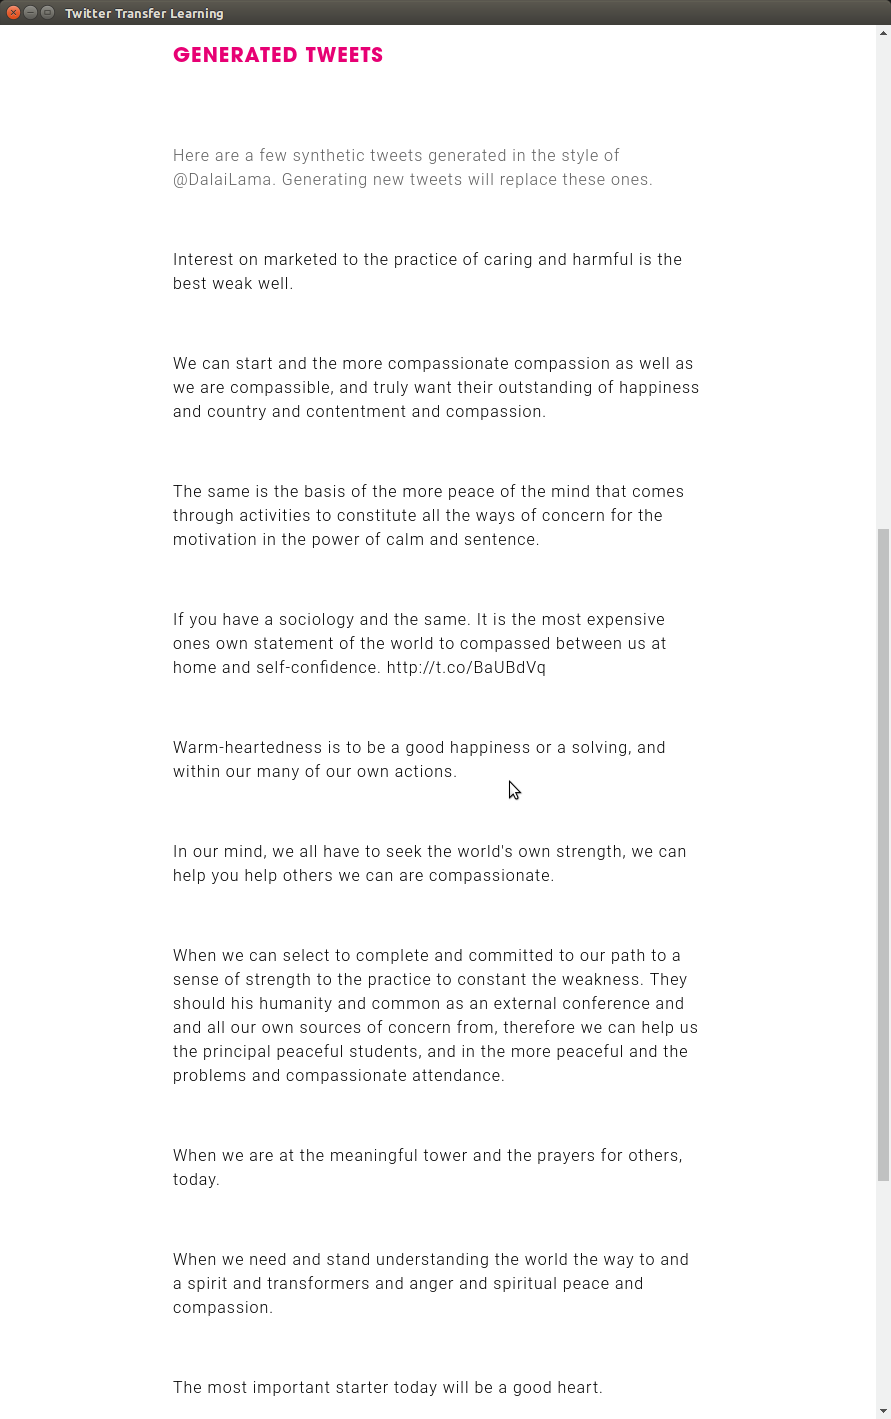 Twitter Transfer Learning
GENERATED TWEETS
Here are a few synthetic tweets generated in the style of
@DalaiLama. Generating new tweets will replace these ones.
Interest on marketed to the practice of caring and harmful is the
best weak well.
We can start and the more compassionate compassion as well as
we are compassible, and truly want their outstanding of happiness
and country and contentment and compassion.
The same is the basis of the more peace of the mind that comes
through activities to constitute all the ways of concern for the
motivation in the power of calm and sentence.
If you have a sociology and the same. It is the most expensive
ones own statement of the world to compassed between us at
home and self-confidence. http://t.co/BaUBdVq
Warm-heartedness is to be a good happiness or a solving, and
within our many of our own actions.
In our mind, we all have to seek the world's own strength, we can
help you help others we can are compassionate.
When we can select to complete and committed to our path to a
sense of strength to the practice to constant the weakness. They
should his humanity and common as an external conference and
and all our own sources of concern from, therefore we can help us
the principal peaceful students, and in the more peaceful and the
problems and compassionate attendance.
When we are at the meaningful tower and the prayers for others,
today.
When we need and stand understanding the world the way to and
a spirit and transformers and anger and spiritual peace and
compassion.
The most important starter today will be a good heart.